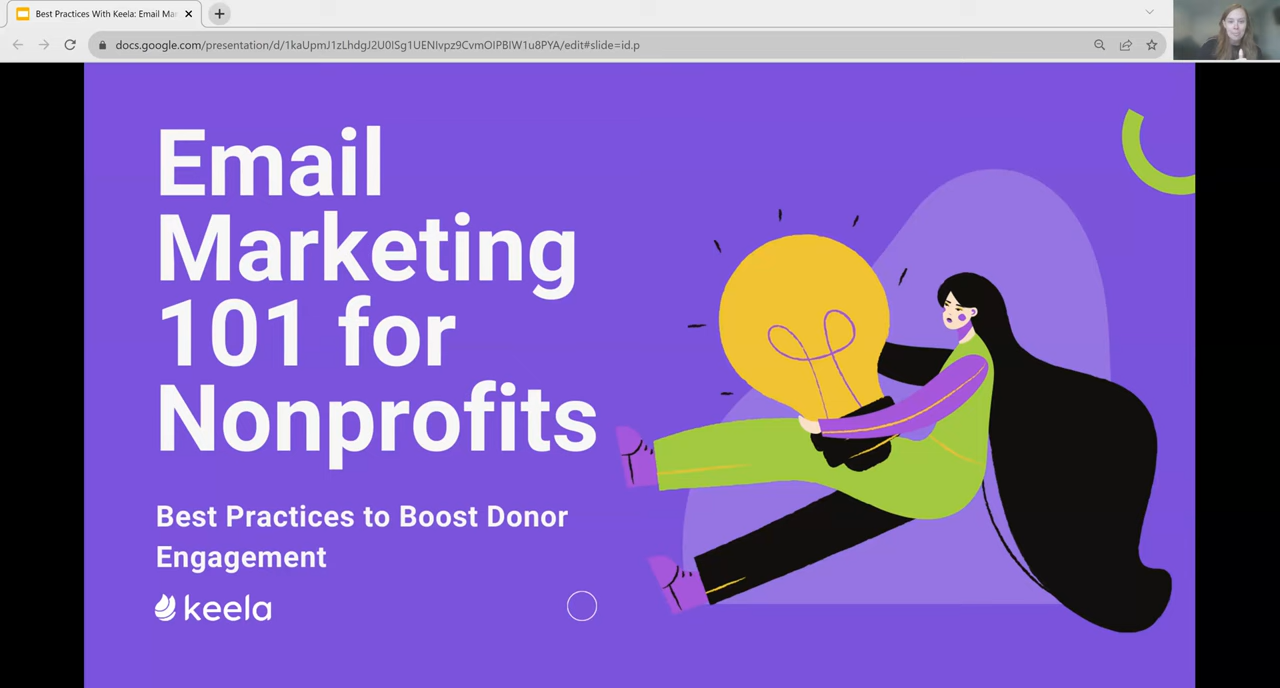 Best Practices With Keela: Email Ma
docs.google.com/presentation/d/1kaUpmJ1zLhdgJ2U0ISg1UENIvpz9CvmOIPBIW1u8PYA/edit#slide=id.p
Email
Marketing
101 for
Nonprofits
Best Practices to Boost Donor
Engagement
keela